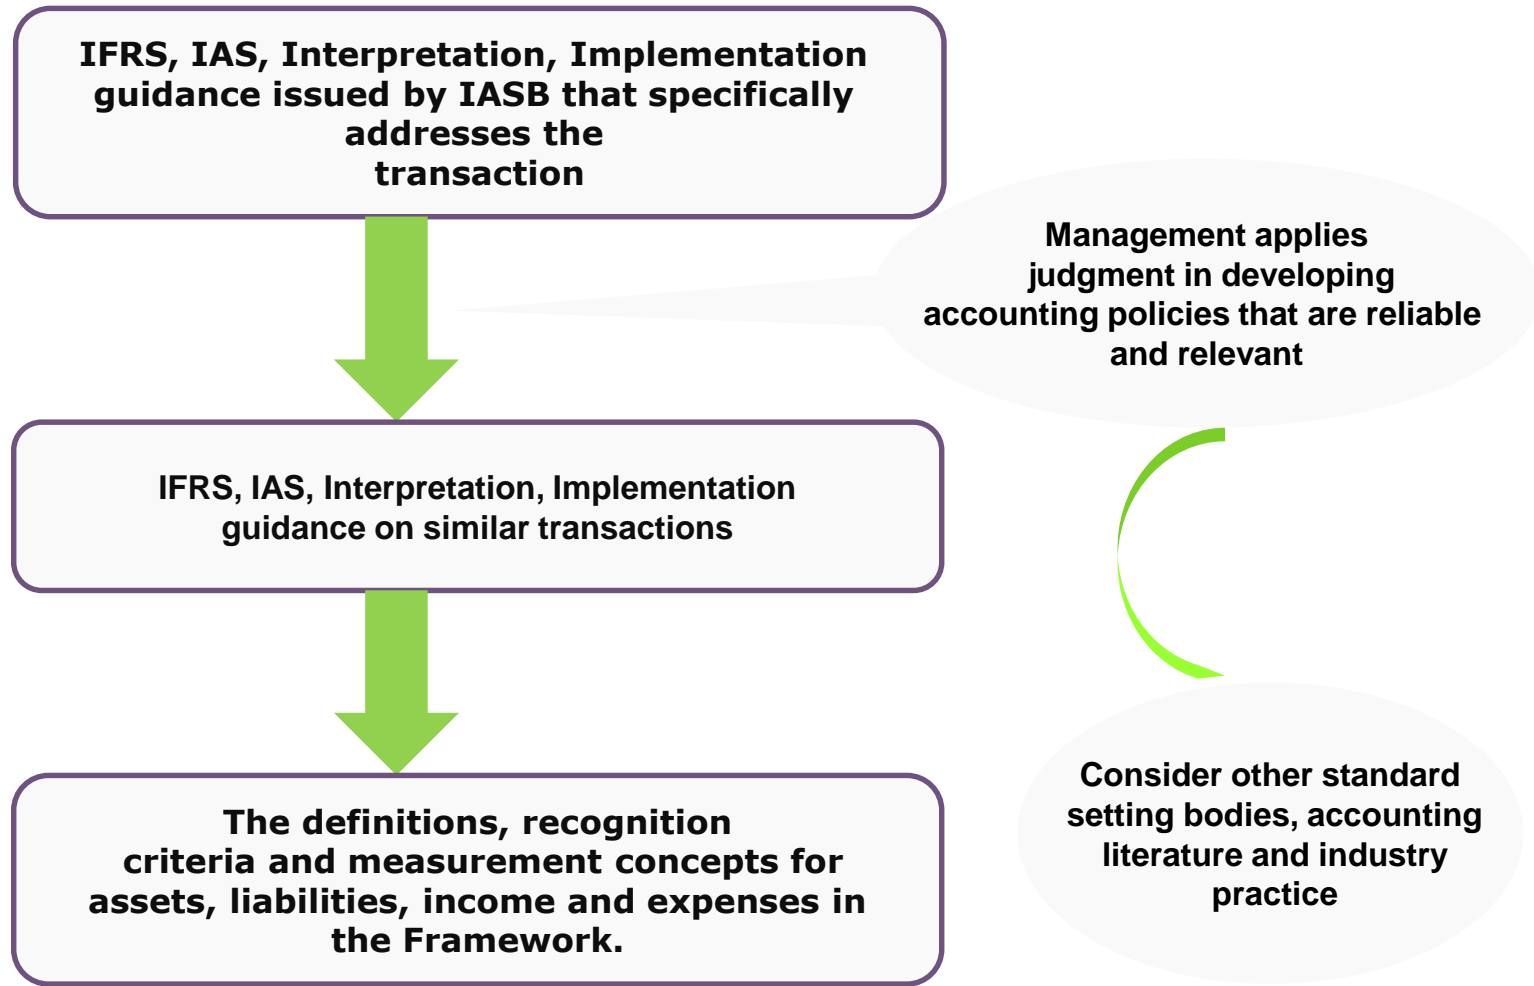 IFRS, IAS, Interpretation, Implementation
guidance issued by IASB that specifically
addresses the
transaction
Management applies
judgment in developing
accounting policies that are reliable
and relevant
IFRS, IAS, Interpretation, Implementation
guidance on similar transactions
The definitions, recognition
criteria and measurement concepts for
assets, liabilities, income and expenses in
the Framework.
Consider other standard
setting bodies, accounting
literature and industry
practice